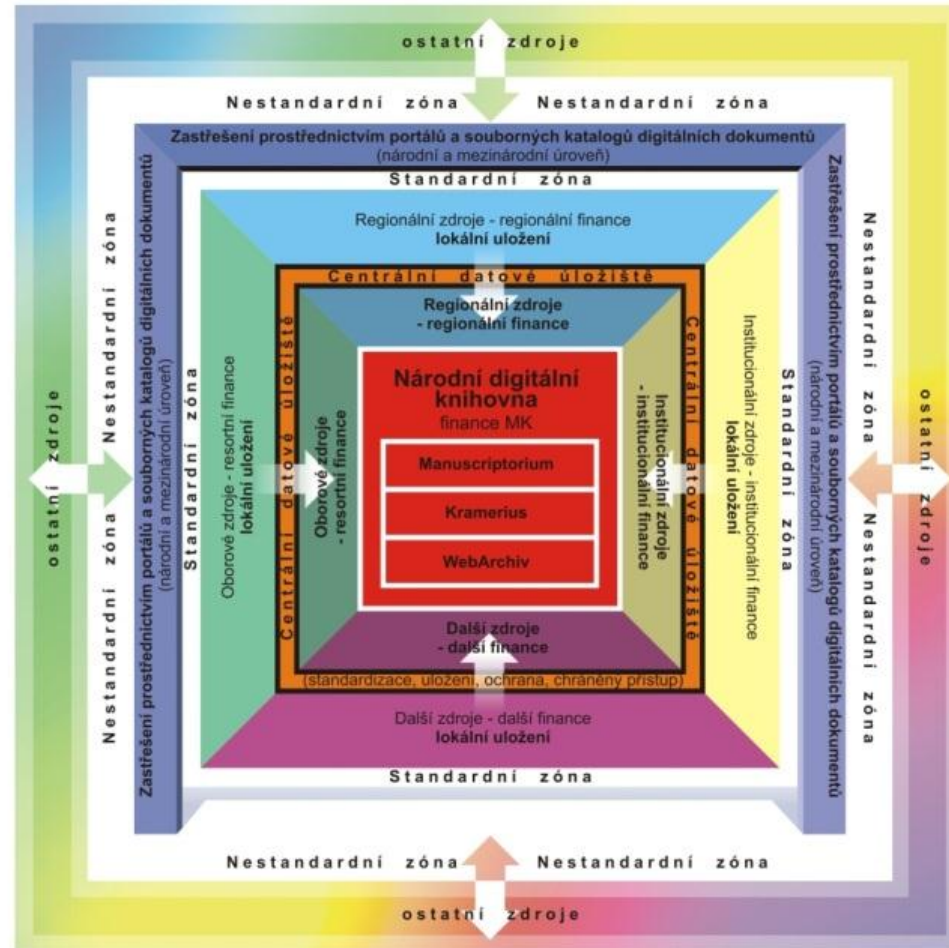 ostatní zdroje
Nestandardní zóna Nestandardní zóna
Zastřešení prostřednictvím portálů a souborných katalogů digitálních dokumentů
(národní a mezinárodní úroveň)
Standardní zóna
Regionální zdroje - regionální finance
lokální uložení
Centrální datové úložiště
Regionální zdroje
- regionální finance
ostatní zdroje
Nestandardní zóna Nestandardní zóna
Zastřešení prostřednictvím portálů a souborných katalogů digitálních dokumentů
(národní a mezinárodní úroveň)
Standardní zóna
Oborové zdroje - resortní finance
lokální uložení
Centrální datové úložiště
Oborové zdroje
- resortní finance
Národní digitální
knihovna
finance MK
Manuscriptorium
Kramerius
WebArchiv
Institucionální zdroje
- institucionální finance
Centrální datové úložiště
Institucionální zdroje - institucionální finance
lokální uložení
Standardní zóna
Zastřešení prostřednictvím portálů a souborných katalogů digitálních dokumentů
(národní a mezinárodní úroveň)
Nestandardní zóna Nestandardní zóna
ostatní zdroje
Další zdroje
- další finance
(standardizace, uložení, ochrana, chráněný přístup)
Další zdroje - další finance
lokální uložení
Standardní zóna
Nestandardní zóna Nestandardní zóna
ostatní zdroje